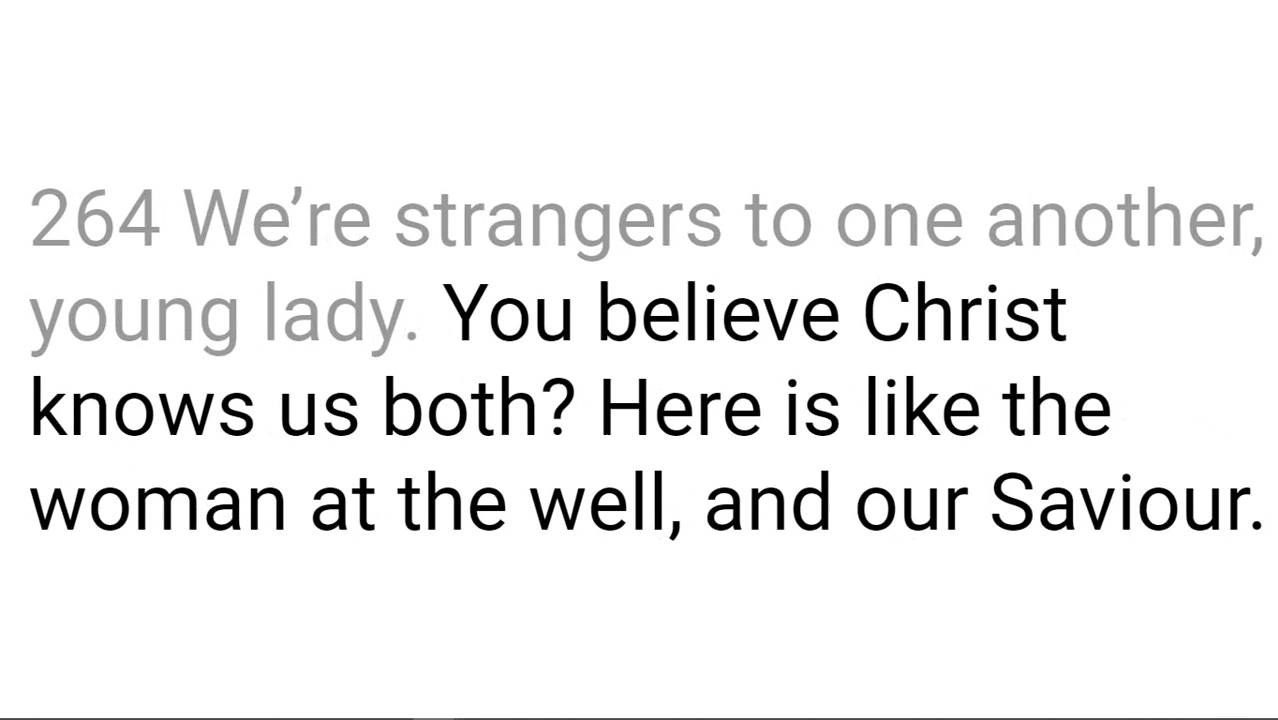 264 We’re strangers to one another,
young lady. You believe Christ
knows us both? Here is like the
woman at the well, and our Saviour.